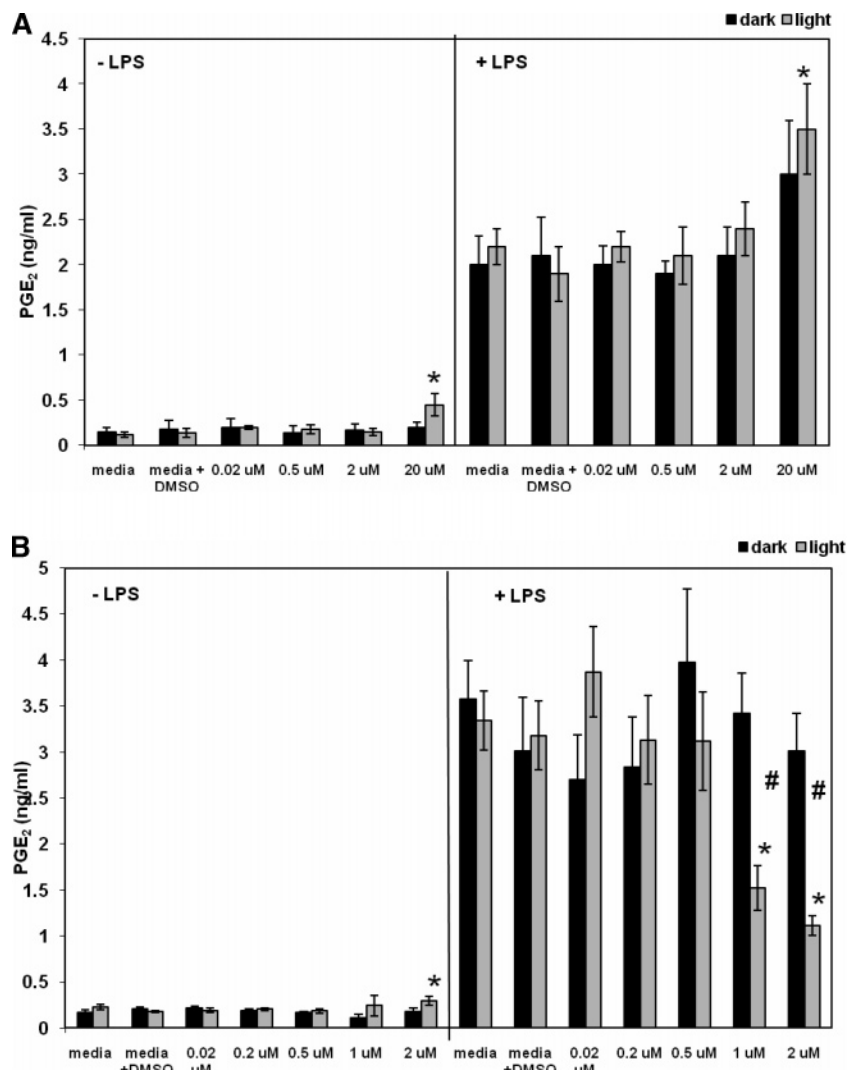 A
dark light
4.5
4
3.5
3
2.5
2
1.5
1
0.5
0
PGE₂ (ng/ml)
- LPS
+ LPS
*
*
media
media +
DMSO
0.02 uM
0.5 uM
2 uM
20 uM
media
media +
DMSO
0.02 uM
0.5 uM
2 uM
20 uM
B
dark light
5
4.5
4
3.5
3
2.5
2
1.5
1
0.5
0
PGE₂ (ng/ml)
- LPS
+ LPS
#
#
*
*
*
media
media
+DMSO
0.02
uM
0.2 uM
0.5 uM
1 uM
2 uM
media
media
+DMSO
0.02
uM
0.2 uM
0.5 uM
1 uM
2 uM